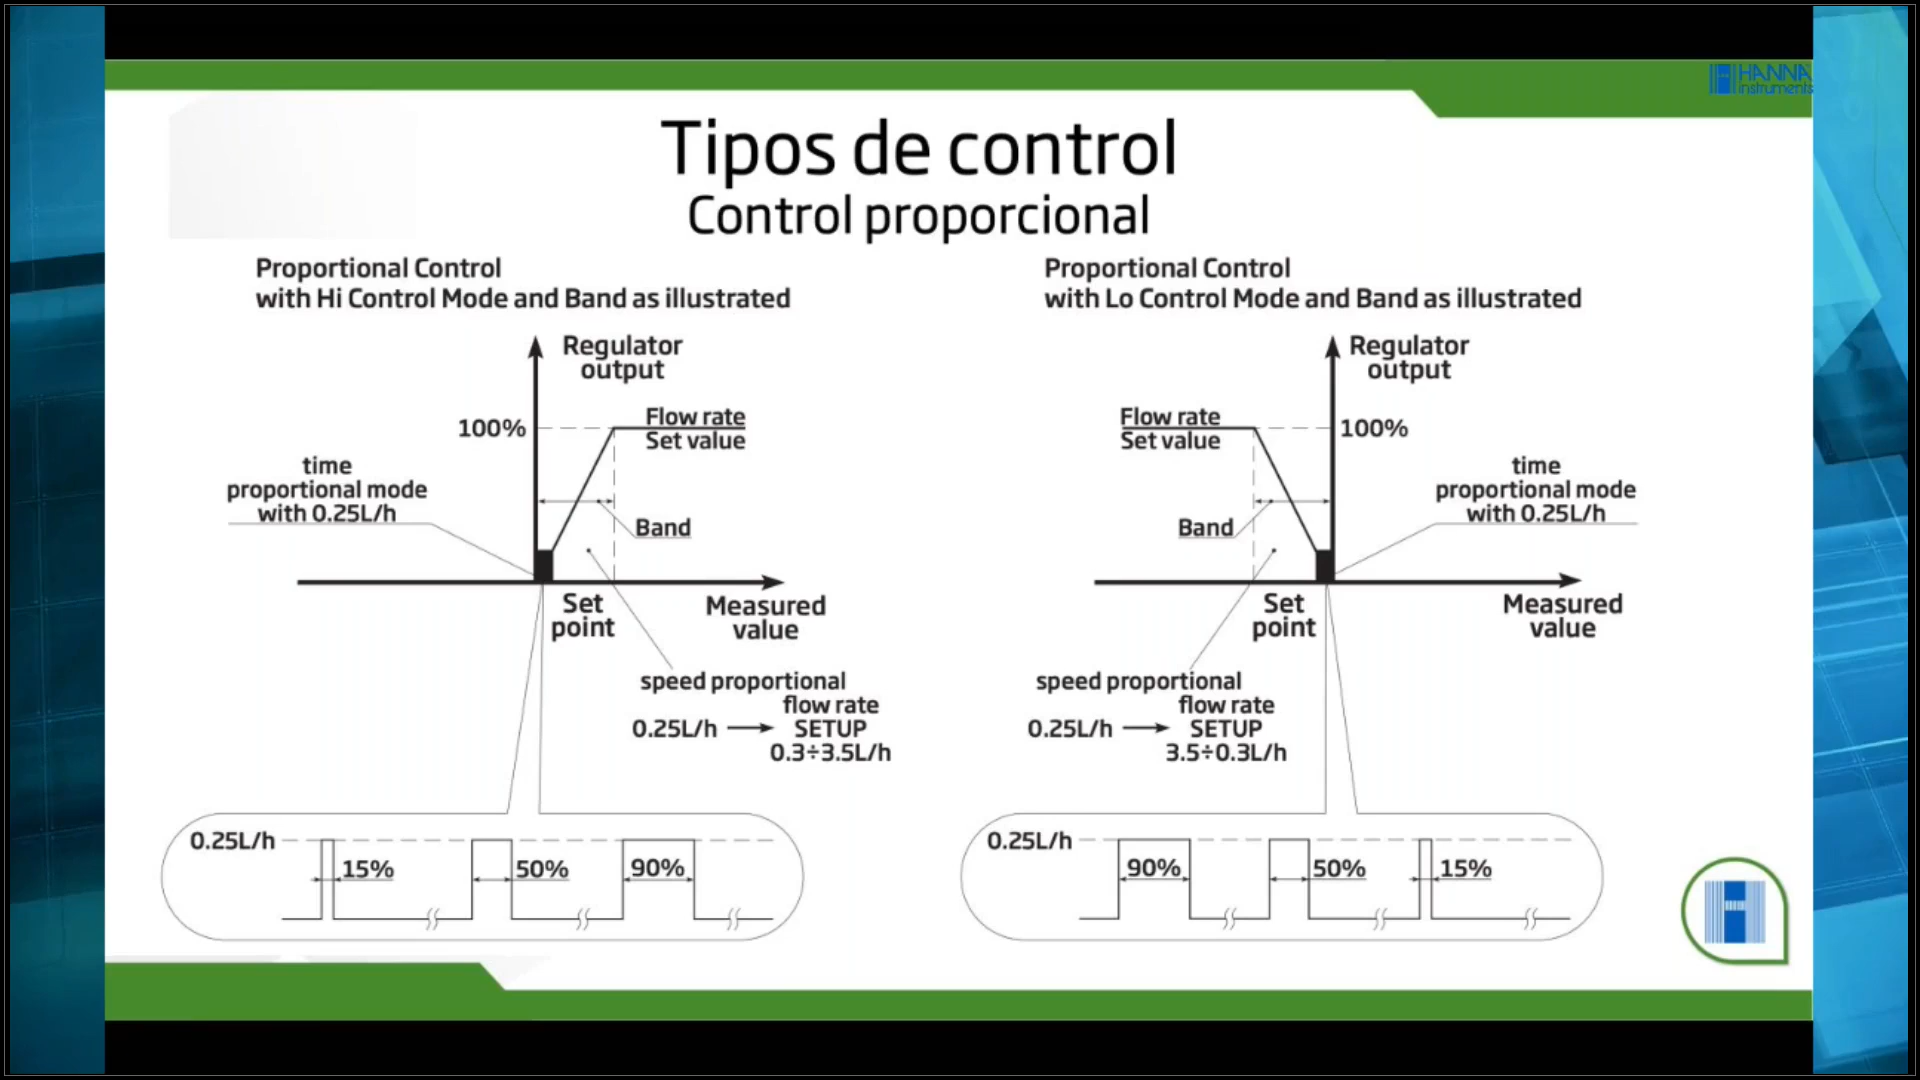 HANNA
instruments
Tipos de control
Control proporcional
Proportional Control
with Hi Control Mode and Band as illustrated
Regulator
output
100%
Flow rate
Set value
time
proportional mode
with 0.25L/h
Band
Set
point
Measured
value
speed proportional
flow rate
0.25L/h
SETUP
0.3÷3.5L/h
0.25L/h
15%
50%
90%
Proportional Control
with Lo Control Mode and Band as illustrated
Regulator
output
Flow rate
Set value
100%
time
proportional mode
with 0.25L/h
Band
Set
point
Measured
value
speed proportional
flow rate
0.25L/h
SETUP
3.5÷0.3L/h
0.25L/h
90%
50%
15%